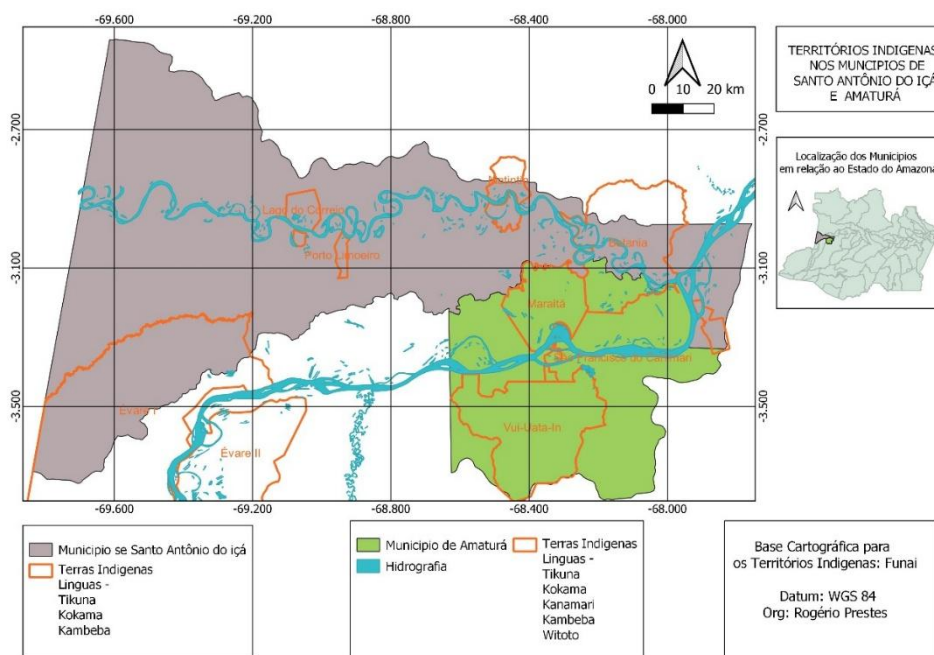 -69.600
-69.200
-68.800
-68.400
-68.000
0 10 20 km
TERRITÓRIOS INDIGENAS
NOS MUNCIPIOS DE
SANTO ANTÔNIO DO IÇÁ
E AMATURÁ
-2.700
-2.700
Localização dos Municipios
em relação ao Estado do Amazona
Lago do Correio
Porto Limoeiro
Betania
-3.100
-3.100
Maraitá
São Francisco do Canimari
-3.500
-3.500
Évare I
Évare II
Vui-Uata-In
-69.600
-69.200
-68.800
-68.400
-68.000
Municipio se Santo Antônio do içá
Terras Indigenas
Linguas -
Tikuna
Kokama
Kambeba
Municipio de Amaturá
Hidrografia
Terras Indigenas
Linguas -
Tikuna
Kokama
Kanamari
Kambeba
Witoto
Base Cartográfica para
os Territórios Indigenas: Funai
Datum: WGS 84
Org: Rogério Prestes